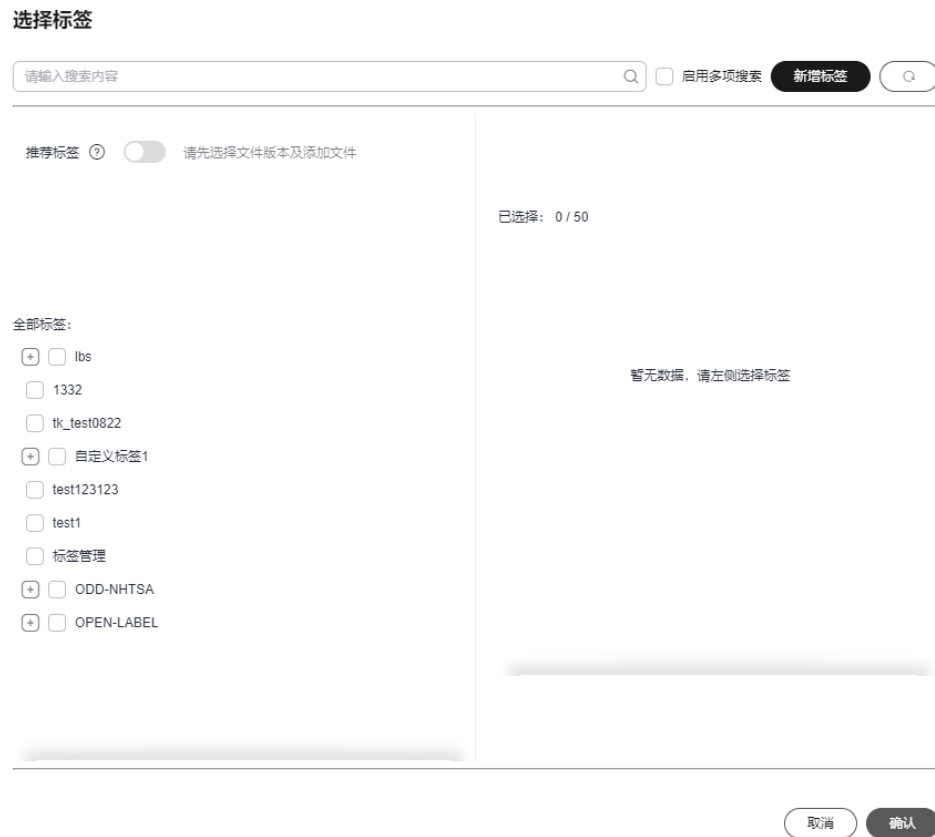 选择标签
请输入搜索内容 启用多项搜索 新增标签
推荐标签 ? 请先选择文件版本及添加文件
已选择: 0 / 50
全部标签:
lbs
暂无数据，请左侧选择标签
1332
tk_test0822
自定义标签1
test123123
test1
标签管理
ODD-NHTSA
OPEN-LABEL
取消 确认